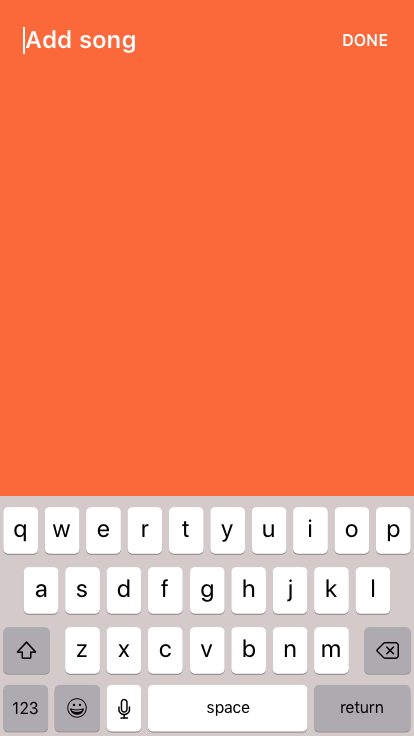 Add song DONE
q w e r t y u i o p
a s d f g h j k l
z x c v b n m
123 space return